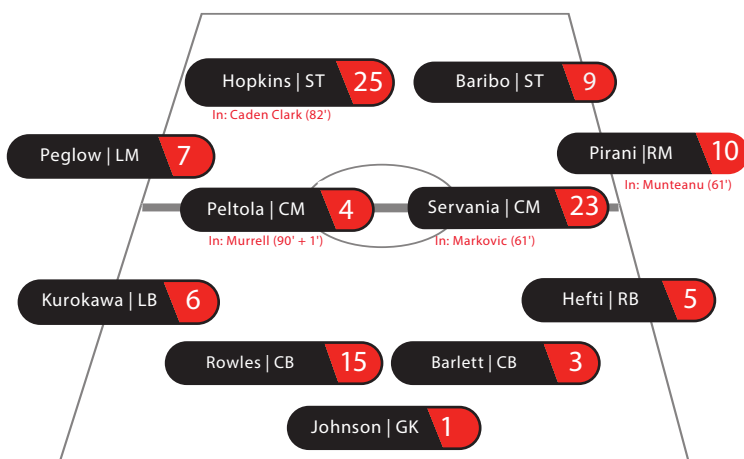 Hopkins | ST 25
In: Caden Clark (82')
Baribo | ST 9
Peglow | LM 7
Pirani |RM 10
In: Munteanu (61')
Peltola | CM 4
In: Murrell (90' + 1')
Servania | CM 23
In: Markovic (61')
Kurokawa | LB 6
Hefti | RB 5
Rowles | CB 15
Barlett | CB 3
Johnson | GK 1